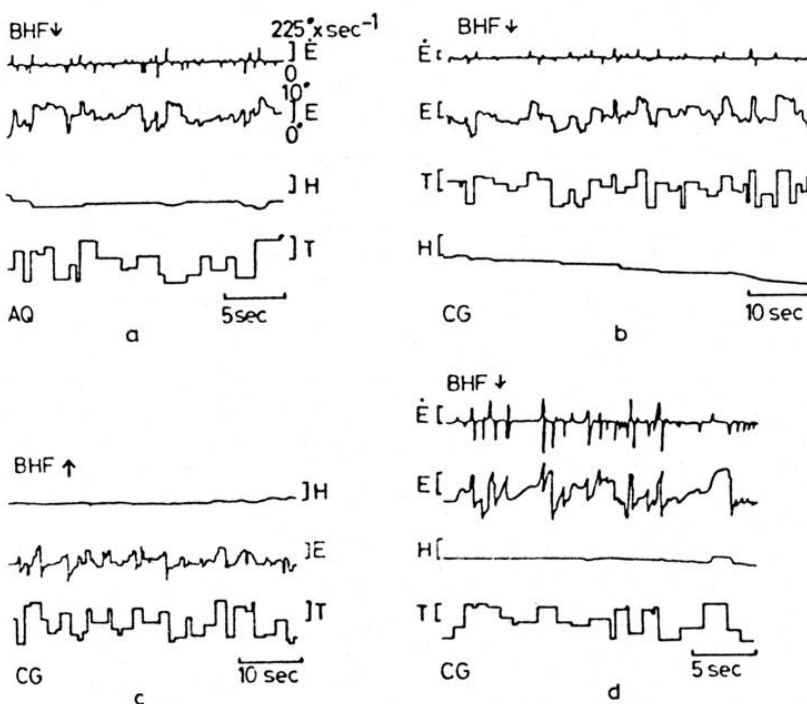 BHF ↓
225° x sec⁻¹
Ė
0
10°
E
0°
H
T
5sec
AQ
a
BHF ↓
Ė
E
T
H
10 sec
CG
b
BHF ↑
H
E
T
10 sec
CG
c
BHF ↓
Ė
E
H
T
5 sec
CG
d